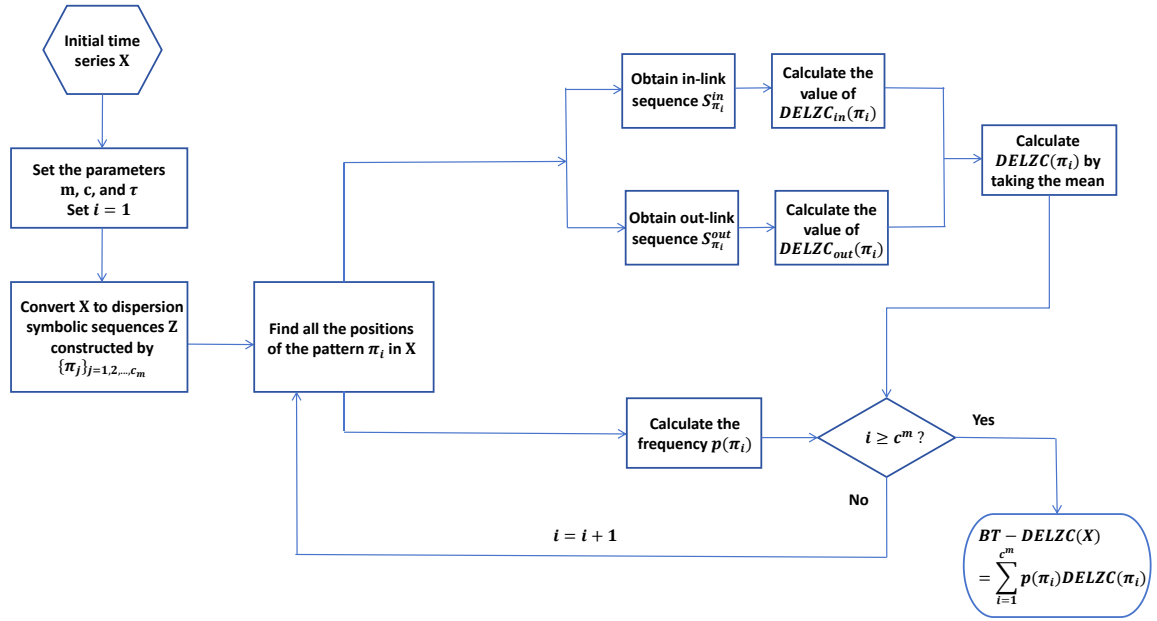 Initial time
series X
Set the parameters
m, c, and τ
Set i = 1
Convert X to dispersion
symbolic sequences Z
constructed by
{π_j}_{j=1,2,...,c_m}
Find all the positions
of the pattern π_i in X
Obtain in-link
sequence S_{π_i}^{in}
Calculate the
value of
DELZC_{in}(π_i)
Obtain out-link
sequence S_{π_i}^{out}
Calculate the
value of
DELZC_{out}(π_i)
Calculate
DELZC(π_i) by
taking the mean
Calculate the
frequency p(π_i)
i ≥ c^m ?
Yes
No
i = i + 1
BT − DELZC(X)
= ∑_{i=1}^{c^m} p(π_i)DELZC(π_i)